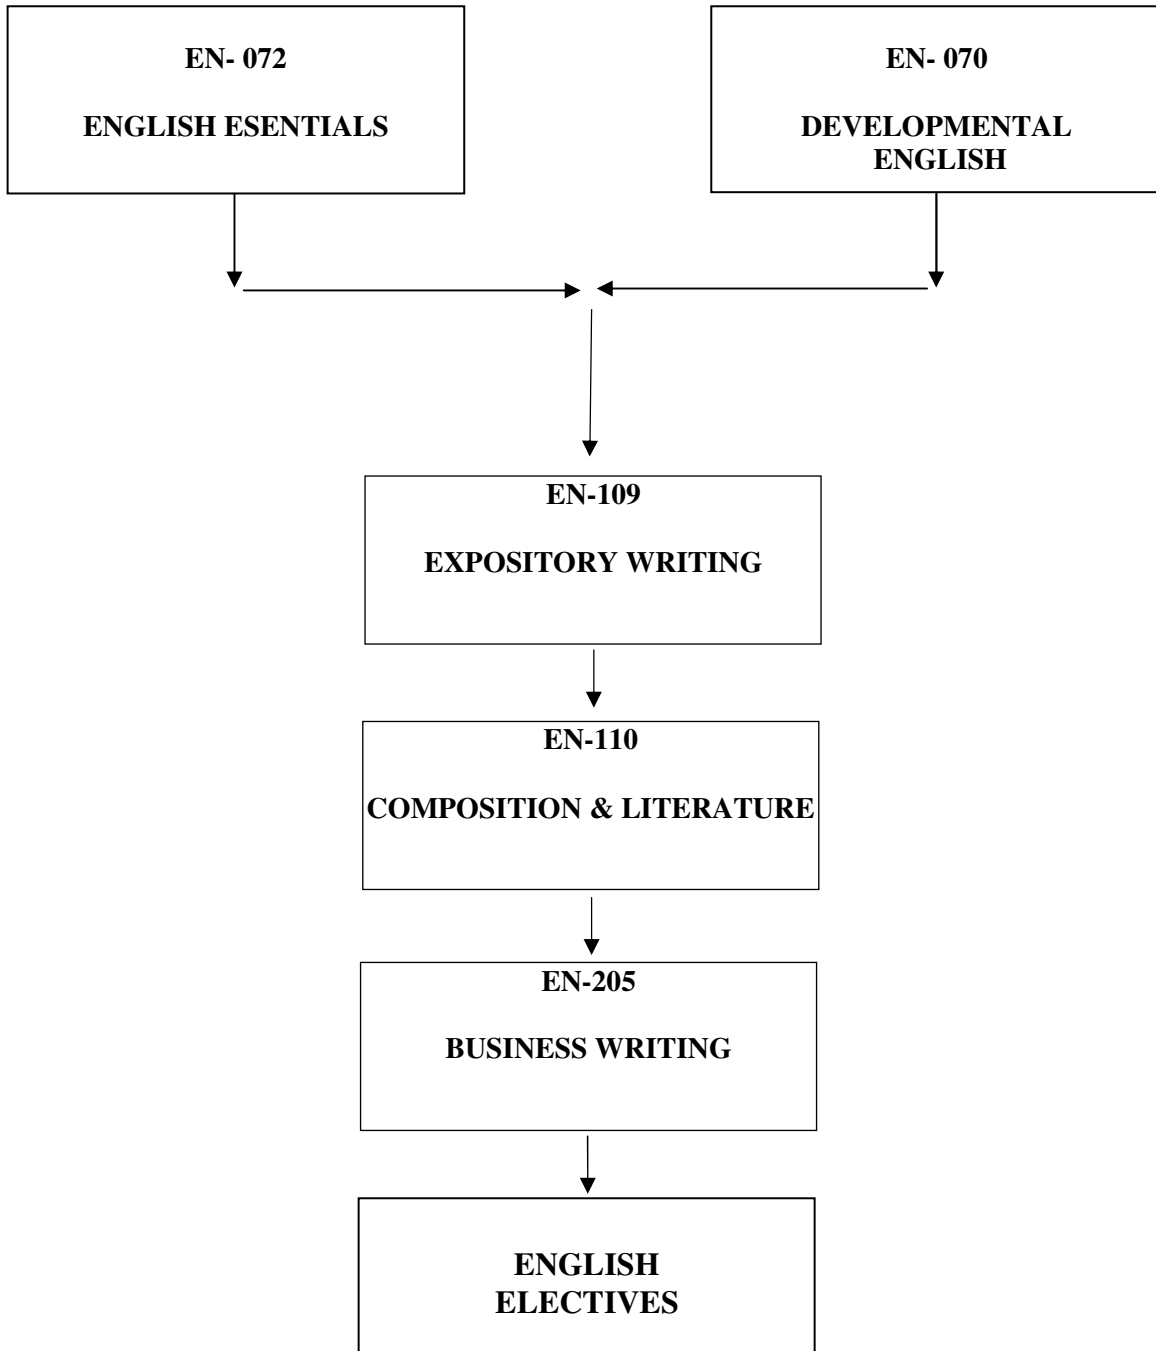 EN- 072
ENGLISH ESENTIALS
EN- 070
DEVELOPMENTAL
ENGLISH
EN-109
EXPOSITORY WRITING
EN-110
COMPOSITION & LITERATURE
EN-205
BUSINESS WRITING
ENGLISH
ELECTIVES